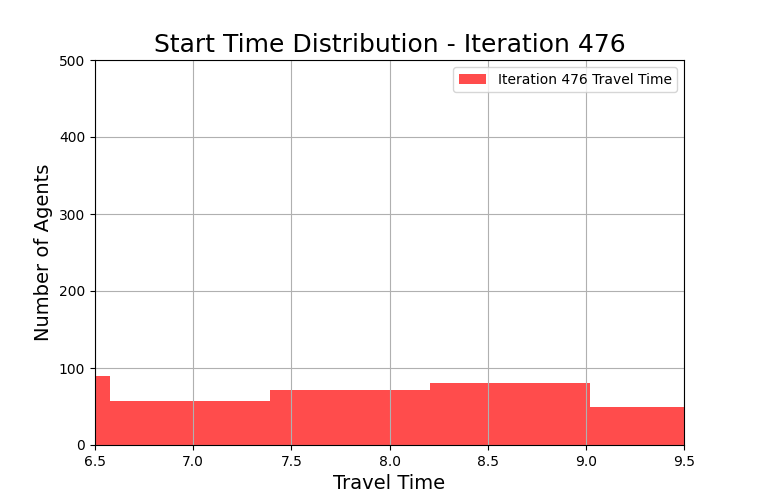 Start Time Distribution - Iteration 476
500
400
300
200
100
0
Number of Agents
Iteration 476 Travel Time
6.5 7.0 7.5 8.0 8.5 9.0 9.5
Travel Time